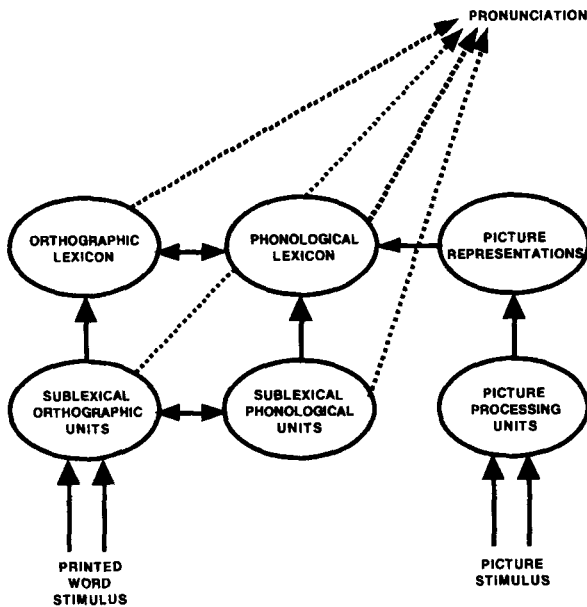 PRONUNCIATION
ORTHOGRAPHIC
LEXICON
PHONOLOGICAL
LEXICON
PICTURE
REPRESENTATIONS
SUBLEXICAL
ORTHOGRAPHIC
UNITS
SUBLEXICAL
PHONOLOGICAL
UNITS
PICTURE
PROCESSING
UNITS
PRINTED
WORD
STIMULUS
PICTURE
STIMULUS